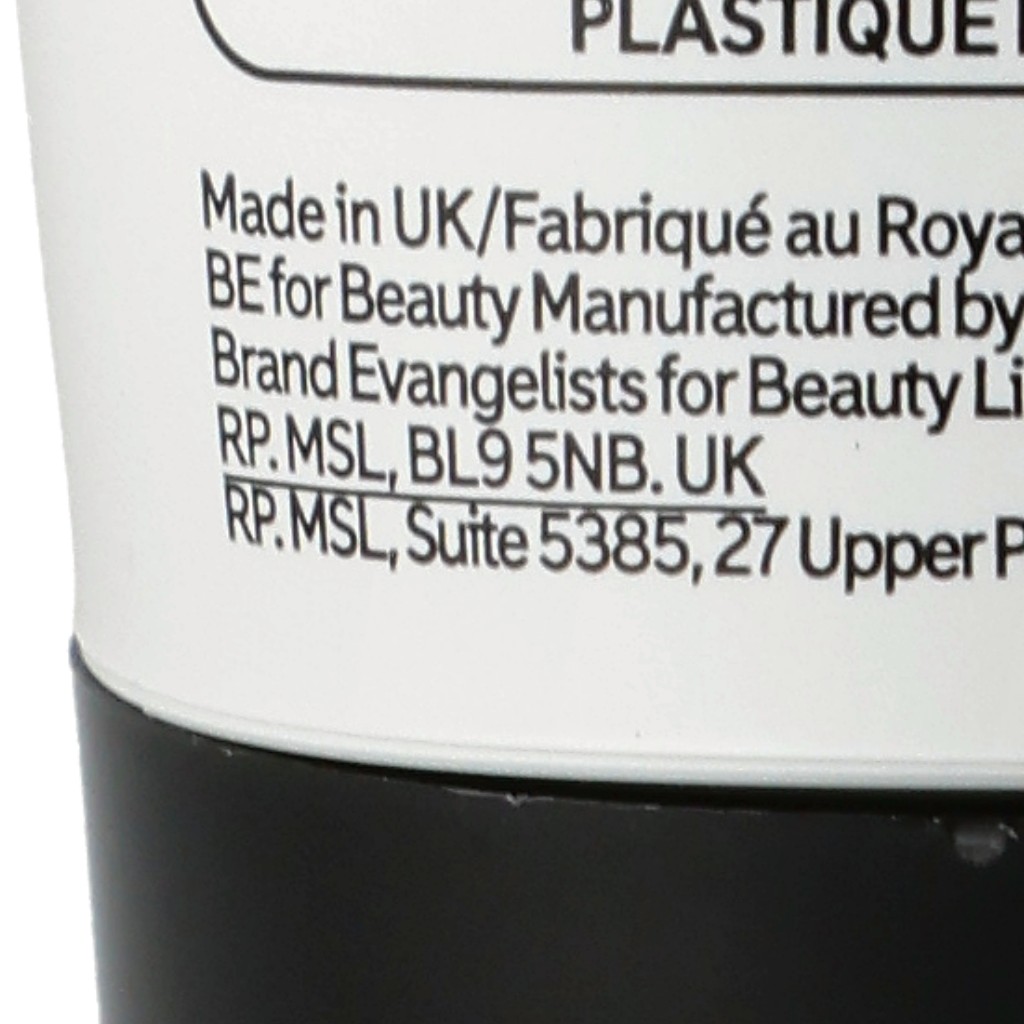 PLASTIQUE
Made in UK/Fabriqué au Roya
BE for Beauty Manufactured by
Brand Evangelists for Beauty Li
RP. MSL, BL9 5NB. UK
RP. MSL, Suite 5385, 27 Upper P